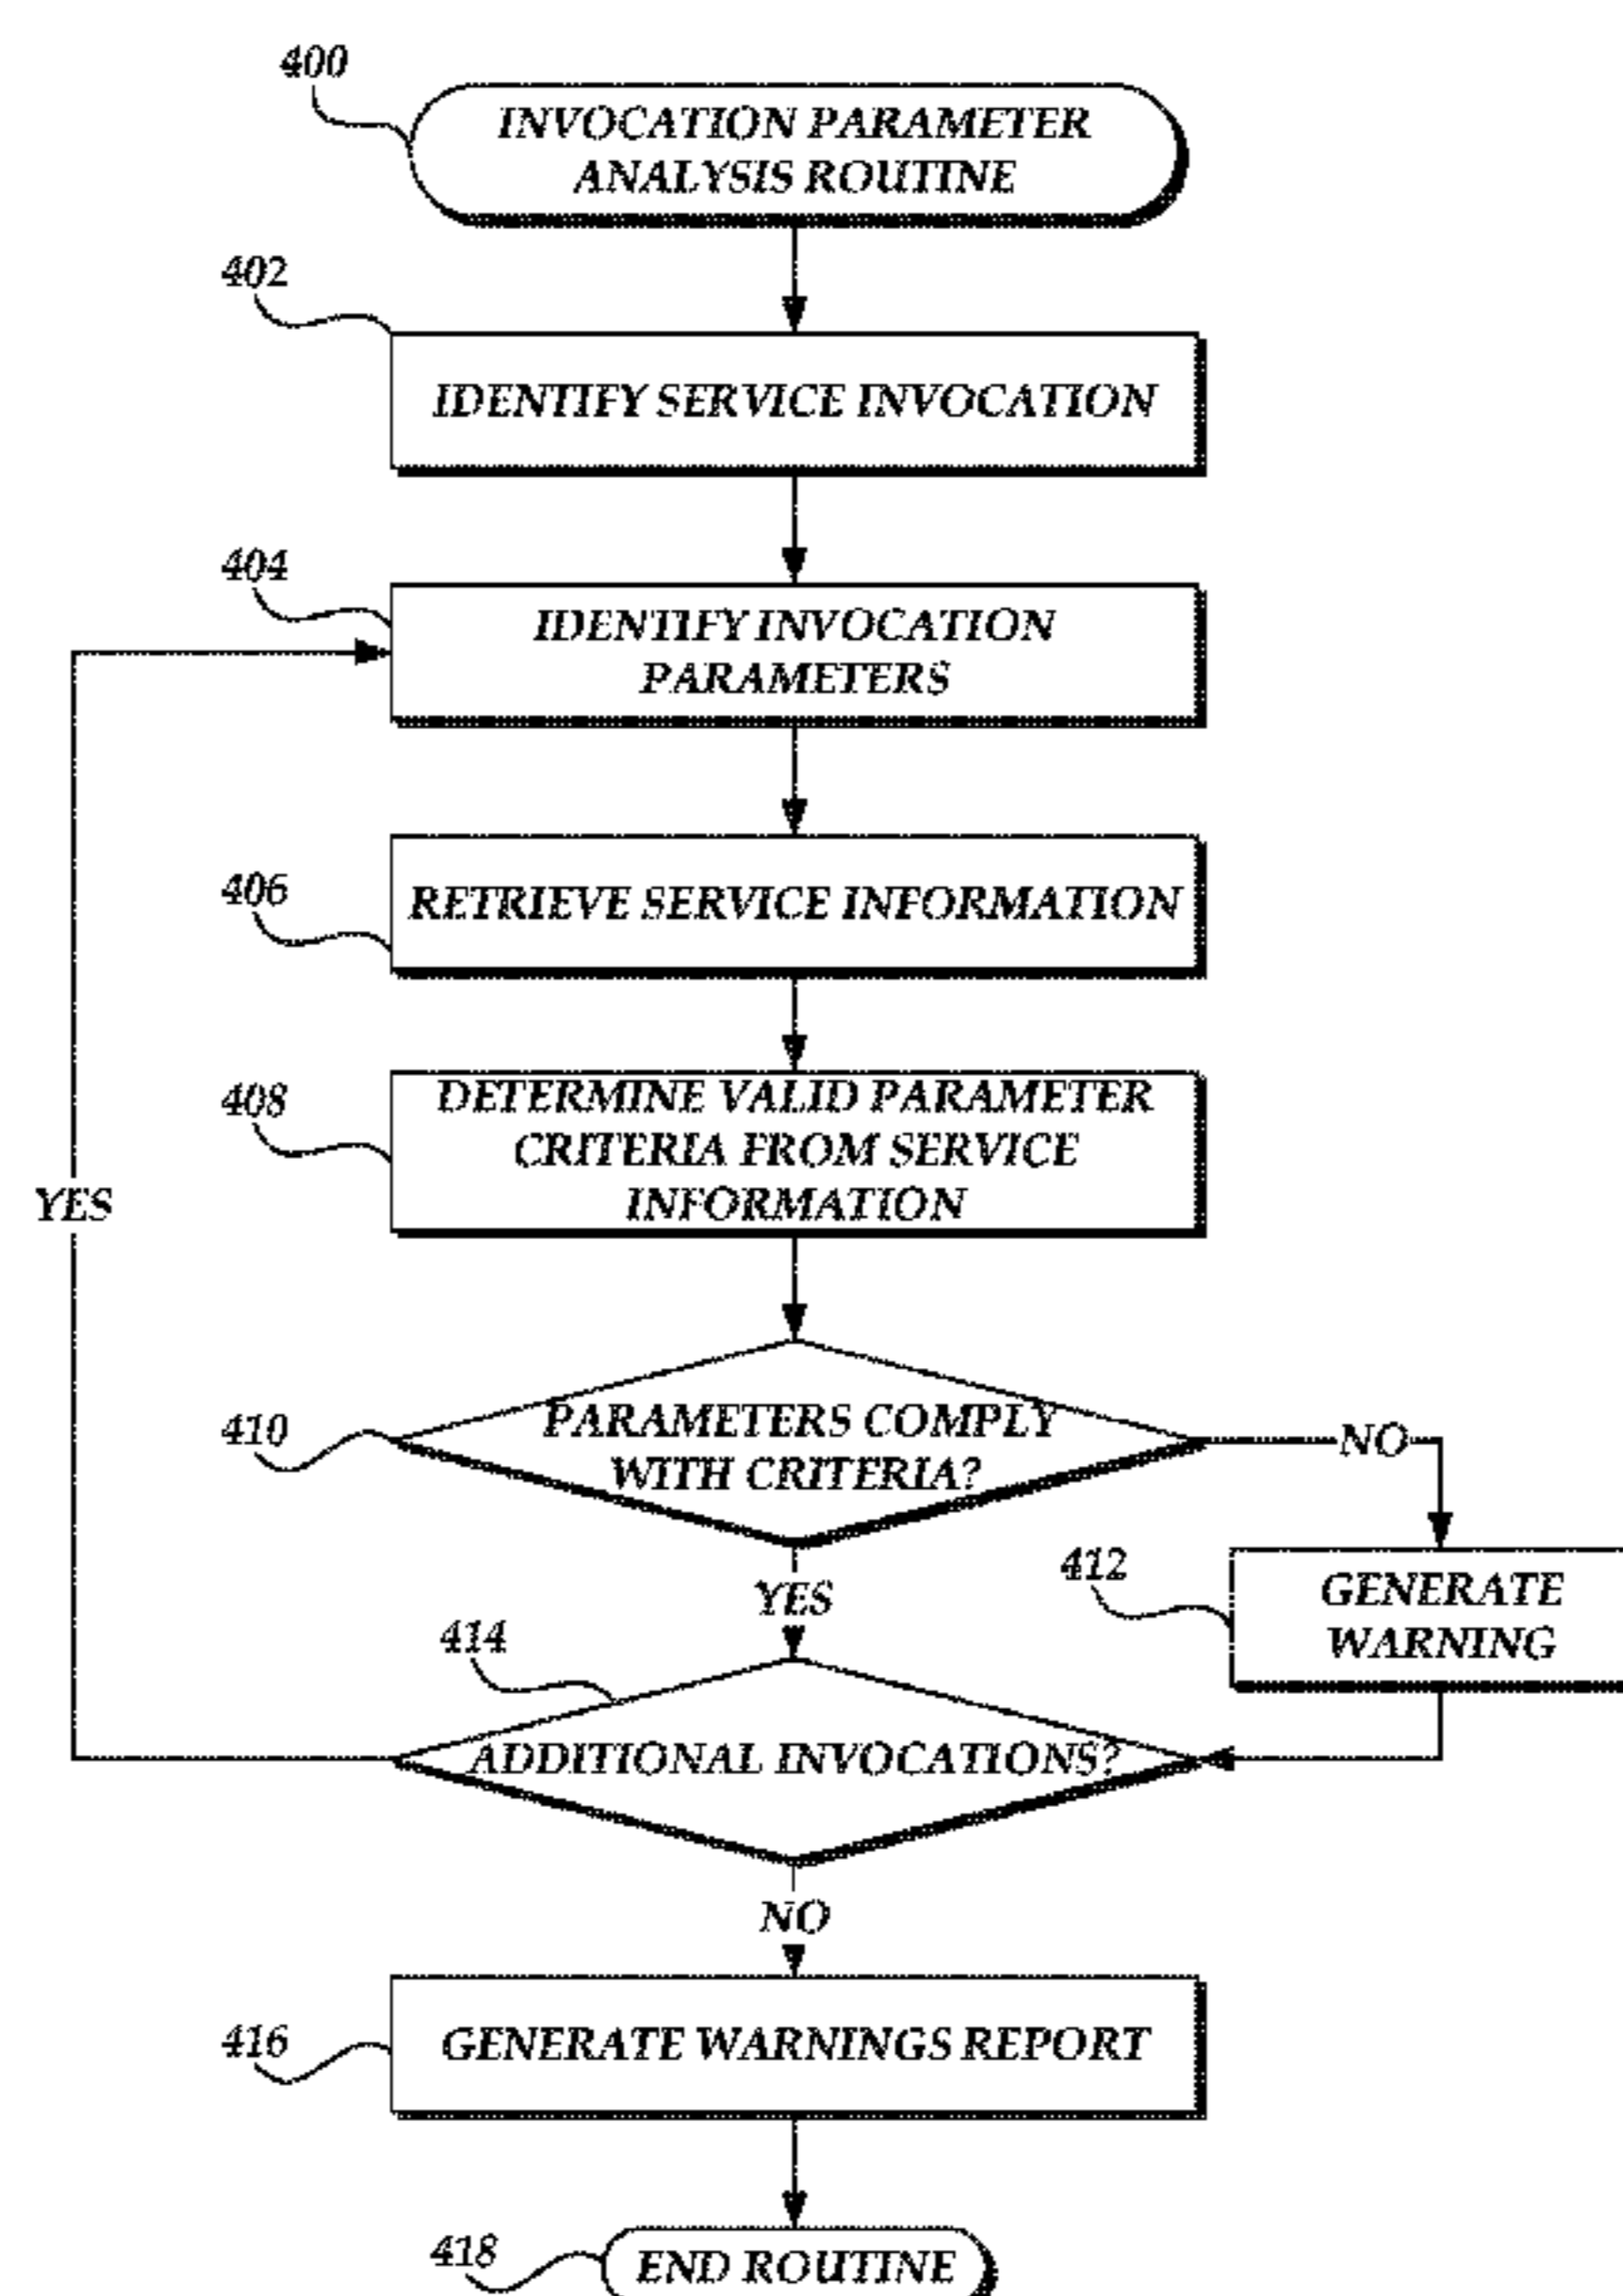 400
INVOCATION PARAMETER
ANALYSIS ROUTINE
402
IDENTIFY SERVICE INVOCATION
404
IDENTIFY INVOCATION
PARAMETERS
406
RETRIEVE SERVICE INFORMATION
408
DETERMINE VALID PARAMETER
CRITERIA FROM SERVICE
INFORMATION
YES
410
PARAMETERS COMPLY
WITH CRITERIA?
NO
412
GENERATE
WARNING
YES
414
ADDITIONAL INVOCATIONS?
NO
416
GENERATE WARNINGS REPORT
418
END ROUTINE